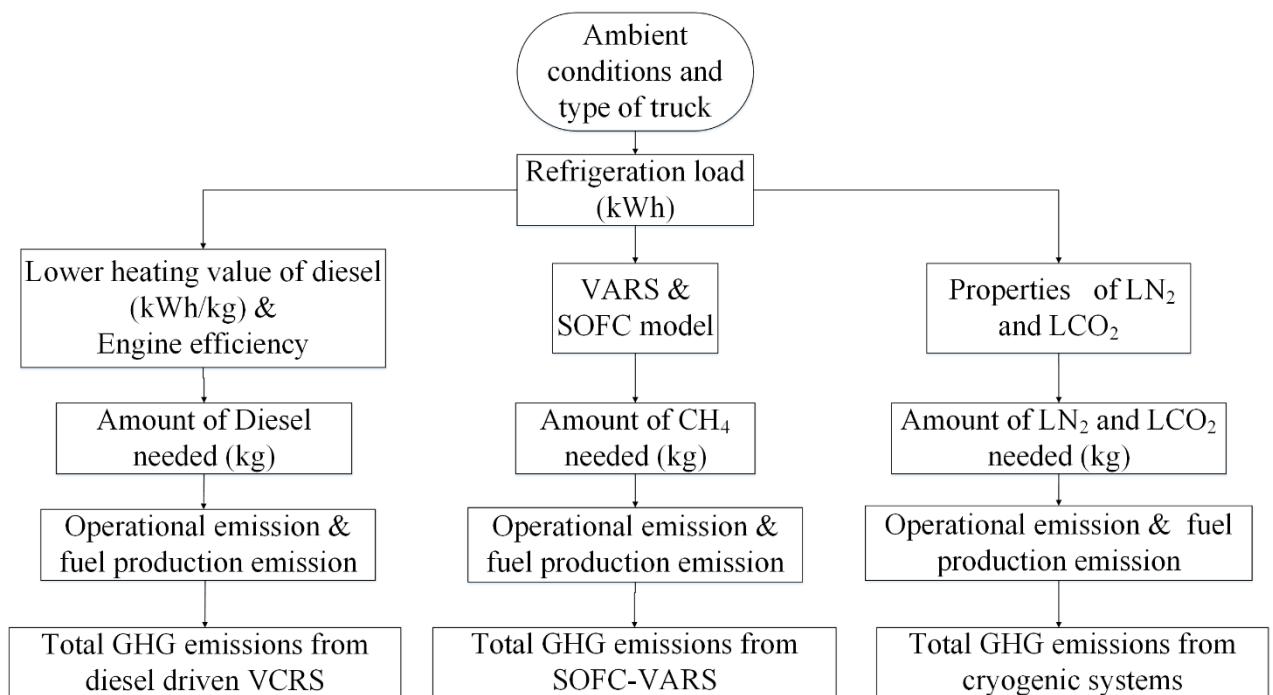 Ambient
conditions and
type of truck
Refrigeration load
(kWh)
Lower heating value of diesel
(kWh/kg) &
Engine efficiency
VARS &
SOFC model
Properties of LN₂
and LCO₂
Amount of Diesel
needed (kg)
Amount of CH₄
needed (kg)
Amount of LN₂ and LCO₂
needed (kg)
Operational emission &
fuel production emission
Operational emission &
fuel production emission
Operational emission & fuel
production emission
Total GHG emissions from
diesel driven VCRS
Total GHG emissions from
SOFC-VARS
Total GHG emissions from
cryogenic systems